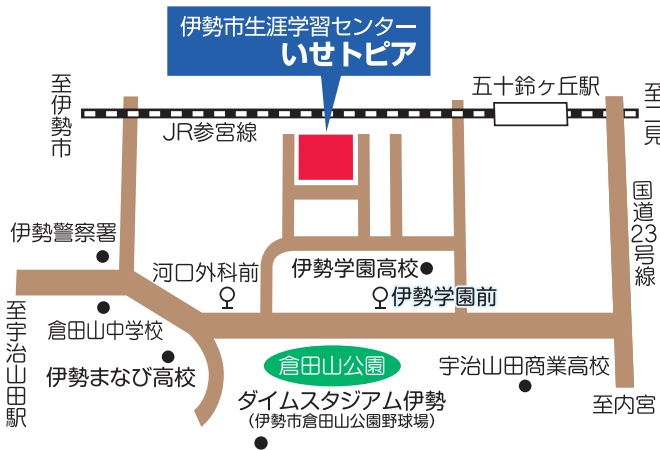 伊勢市生涯学習センター
いせトピア
至伊勢市
JR参宮線
五十鈴ヶ丘駅
至二見
国道23号線
伊勢警察署
河口外科前
伊勢学園高校
伊勢学園前
至宇治山田駅
倉田山中学校
伊勢まなび高校
倉田山公園
宇治山田商業高校
ダイムスタジアム伊勢
(伊勢市倉田山公園野球場)
至内宮